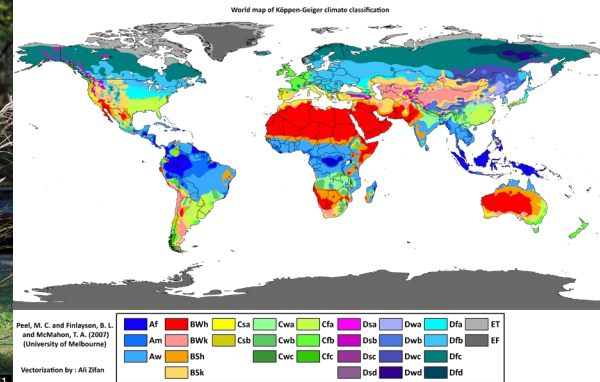 World map of Köppen-Geiger climate classification
Peel, M. C. and Finlayson, B. L.
and McMahon, T. A. (2007)
(University of Melbourne)
Vectorization by : Ali Zifan
Af BWh Csa Cwa Cfa Dsa Dwa Dfa ET
Am BWk Csb Cwb Cfb Dsb Dwb Dfb EF
Aw BSh Cwc Cfc Dsc Dwc Dfc
BSk Dsd Dwd Dfd
1